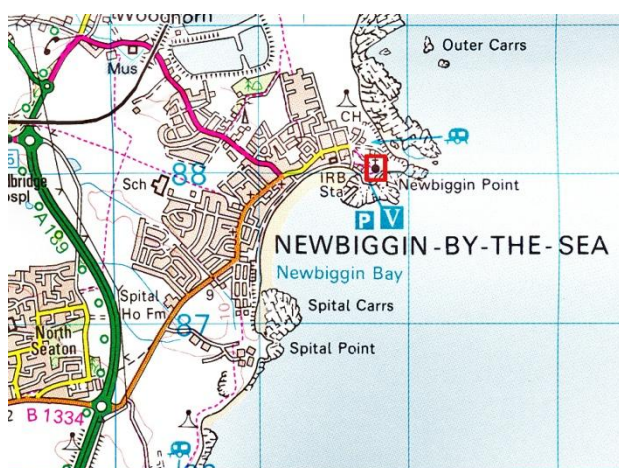 Woodhorn
Outer Carrs
Mus
CH
88
Sch
IRB
Sta
Newbiggin Point
P V
A 189
NEWBIGGIN-BY-THE-SEA
Newbiggin Bay
Spital
Ho Fm
9
10
Spital Carrs
87
North
Seaton
Spital Point
B 1334